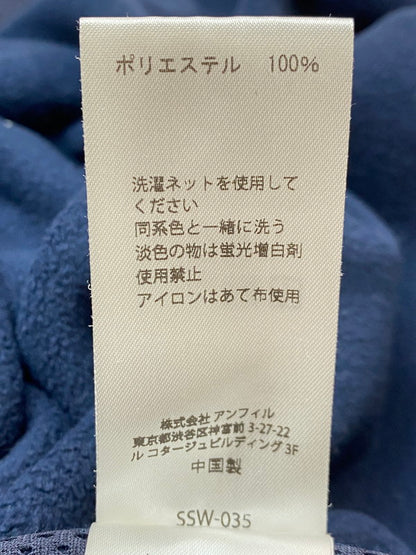 ポリエステル 100%
洗濯ネットを使用して
ください
同系色と一緒に洗う
淡色の物は蛍光増白剤
使用禁止
アイロンはあて布使用
株式会社 アンフィル
東京都渋谷区神宮前 3-27-22
ル コタージュビルディング 3F
中国製
SSW-035